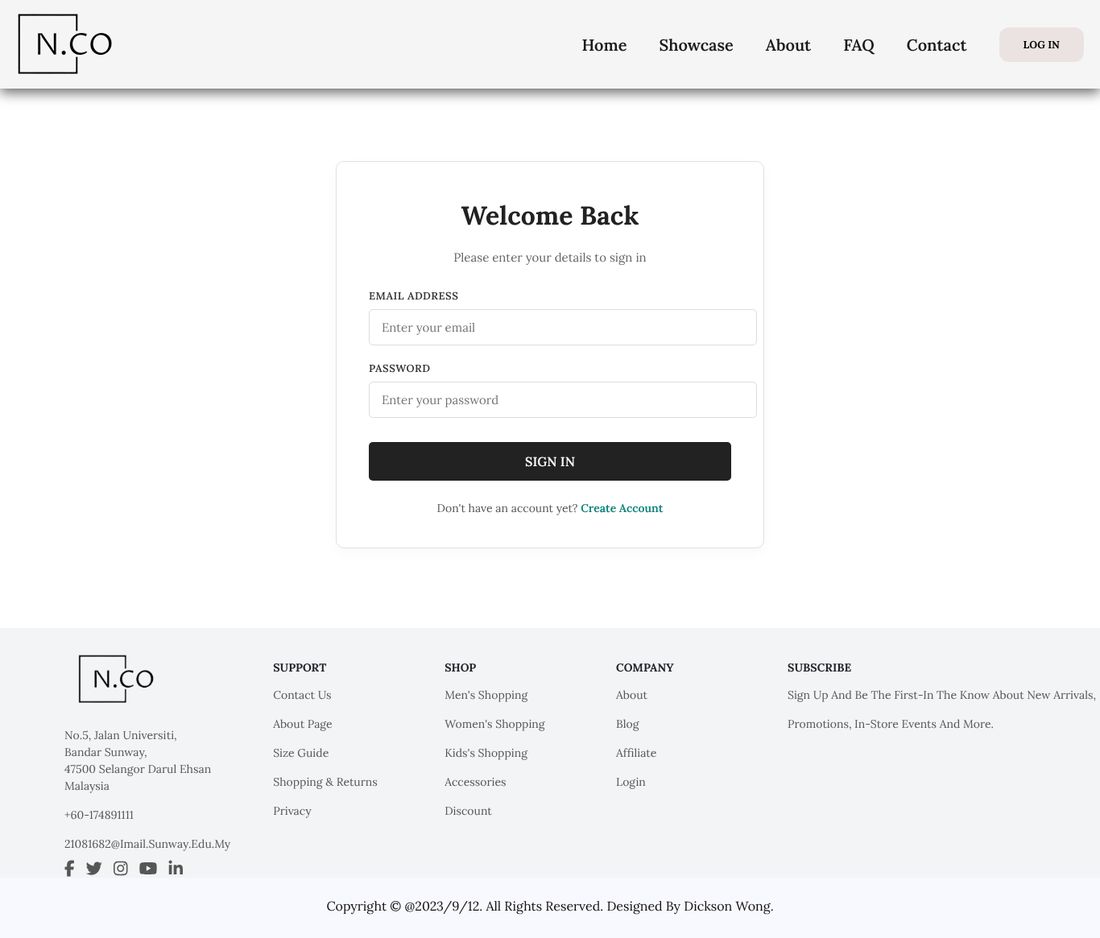 N.CO
Home
Showcase
About
FAQ
Contact
LOG IN
Welcome Back
Please enter your details to sign in
EMAIL ADDRESS
Enter your email
PASSWORD
Enter your password
SIGN IN
Don't have an account yet? Create Account
N.CO
No.5, Jalan Universiti,
Bandar Sunway,
47500 Selangor Darul Ehsan
Malaysia
+60-174891111
21081682@Imail.Sunway.Edu.My
SUPPORT
Contact Us
About Page
Size Guide
Shopping & Returns
Privacy
SHOP
Men's Shopping
Women's Shopping
Kid's Shopping
Accessories
Discount
COMPANY
About
Blog
Affiliate
Login
SUBSCRIBE
Sign Up And Be The First-In The Know About New Arrivals,
Promotions, In-Store Events And More.
Copyright © @2023/9/12. All Rights Reserved. Designed By Dickson Wong.